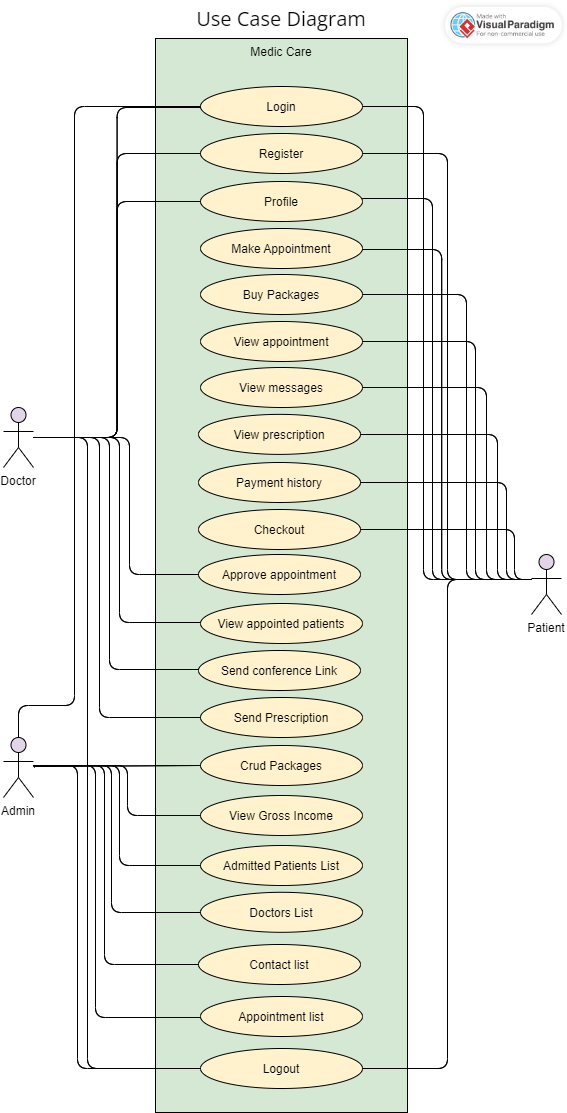 Use Case Diagram
Made with
Visual Paradigm
For non-commercial use
Medic Care
Login
Register
Profile
Make Appointment
Buy Packages
View appointment
View messages
View prescription
Doctor
Payment history
Checkout
Approve appointment
View appointed patients
Patient
Send conference Link
Send Prescription
Crud Packages
Admin
View Gross Income
Admitted Patients List
Doctors List
Contact list
Appointment list
Logout